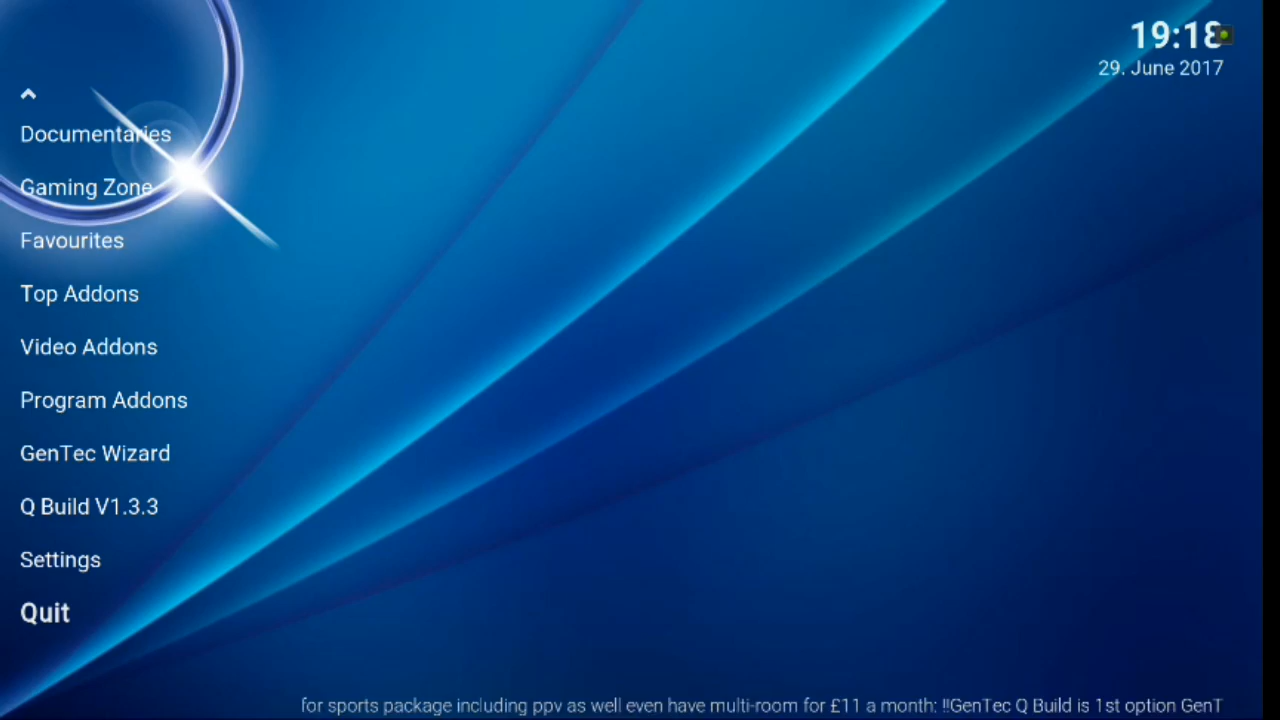 19:18
29. June 2017
Documentaries
Gaming Zone
Favourites
Top Addons
Video Addons
Program Addons
GenTec Wizard
Q Build V1.3.3
Settings
Quit
for sports package including ppv as well even have multi-room for £11 a month: !!GenTec Q Build is 1st option GenT